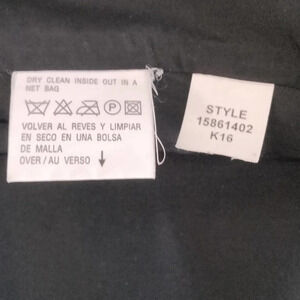 DRY CLEAN INSIDE OUT IN A
NET BAG
P
VOLVER AL REVES Y LIMPIAR
EN SECO EN UNA BOLSA
DE MALLA
OVER/AU VERSO
STYLE
15861402
K16